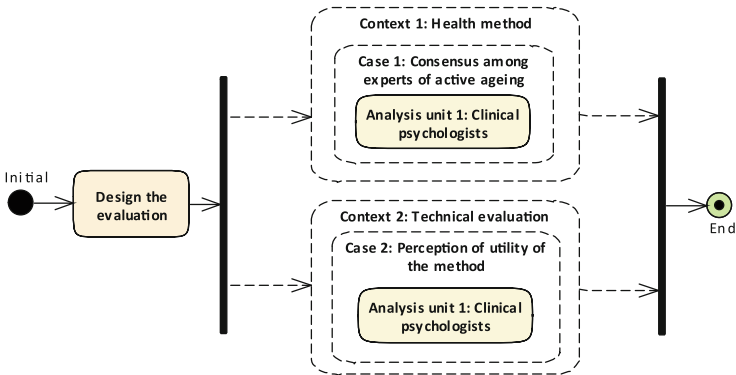 Initial
Design the
evaluation
Context 1: Health method
Case 1: Consensus among
experts of active ageing
Analysis unit 1: Clinical
psychologists
Context 2: Technical evaluation
Case 2: Perception of utility of
the method
Analysis unit 1: Clinical
psychologists
End